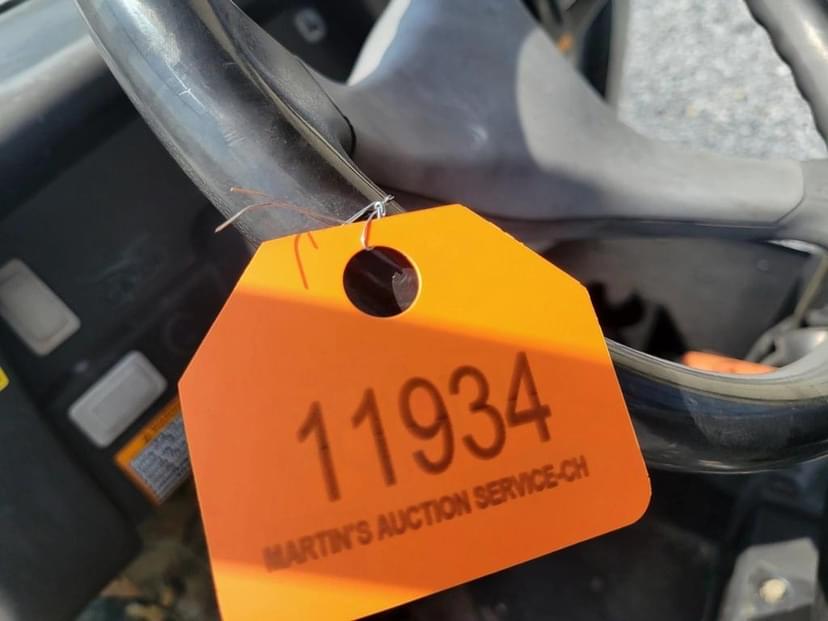 11934
MARTIN'S AUCTION SERVICE-CH